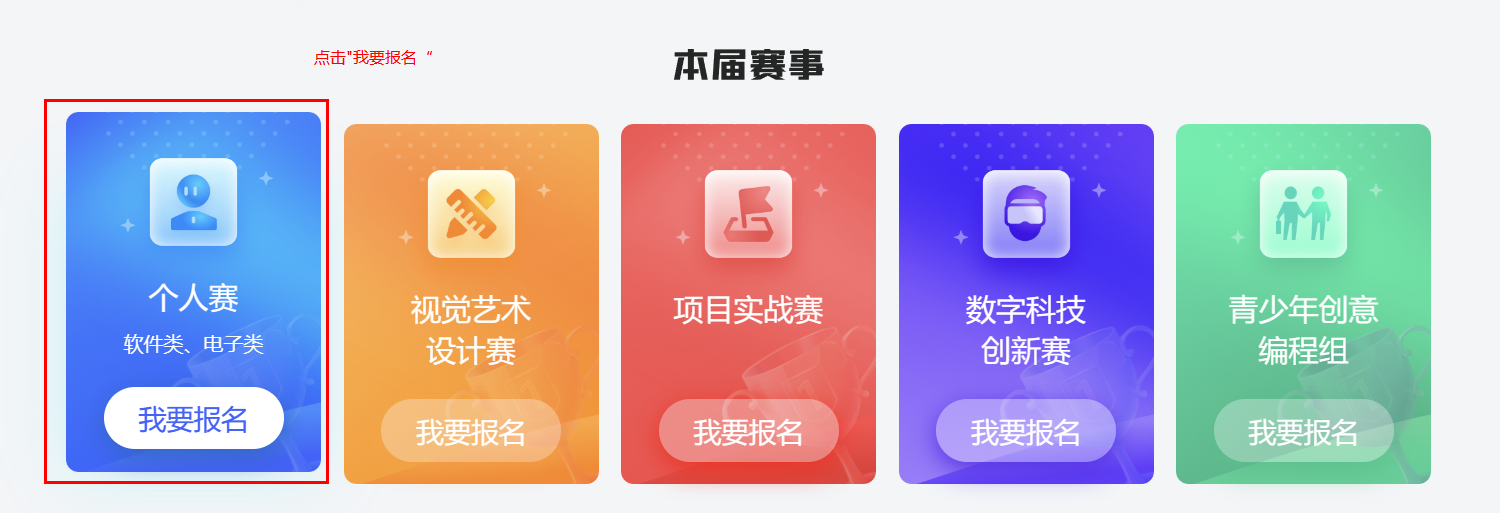 点击"我要报名“
本届赛事
个人赛
软件类、电子类
我要报名
视觉艺术
设计赛
我要报名
项目实战赛
我要报名
数字科技
创新赛
我要报名
青少年创意
编程组
我要报名